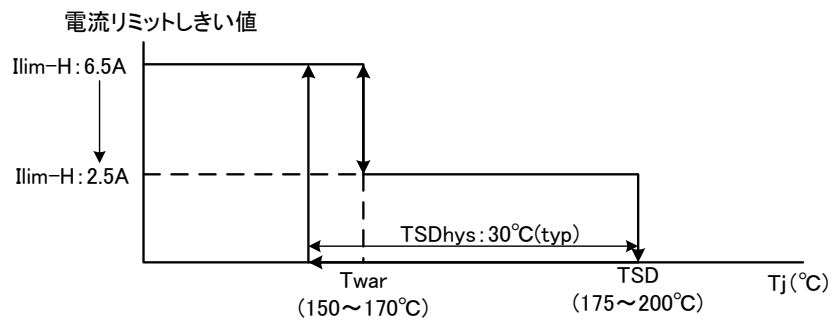 電流リミットしきい値
Ilim-H:6.5A
Ilim-H:2.5A
TSDhys:30℃(typ)
Twar
(150～170℃)
TSD
(175～200℃)
Tj(℃)